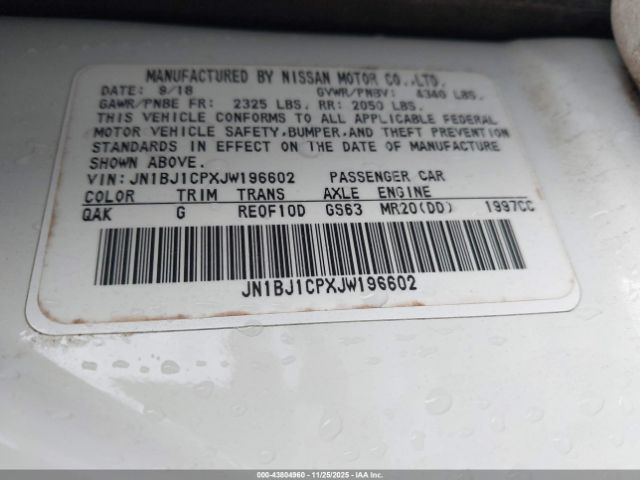 MANUFACTURED BY NISSAN MOTOR CO.,LTD.
DATE: 9/18 GVWR/PNBV: 4340 LBS.
GAWR/PNBE FR: 2325 LBS. RR: 2050 LBS.
THIS VEHICLE CONFORMS TO ALL APPLICABLE FEDERAL
MOTOR VEHICLE SAFETY,BUMPER,AND THEFT PREVENTION
STANDARDS IN EFFECT ON THE DATE OF MANUFACTURE
SHOWN ABOVE.
VIN:JN1BJ1CPXJW196602 PASSENGER CAR
COLOR TRIM TRANS AXLE ENGINE
QAK G RE0F10D GS63 MR20(DD) 1997CC
JN1BJ1CPXJW196602
000-43804960 - 11/25/2025 - IAAI, Inc.